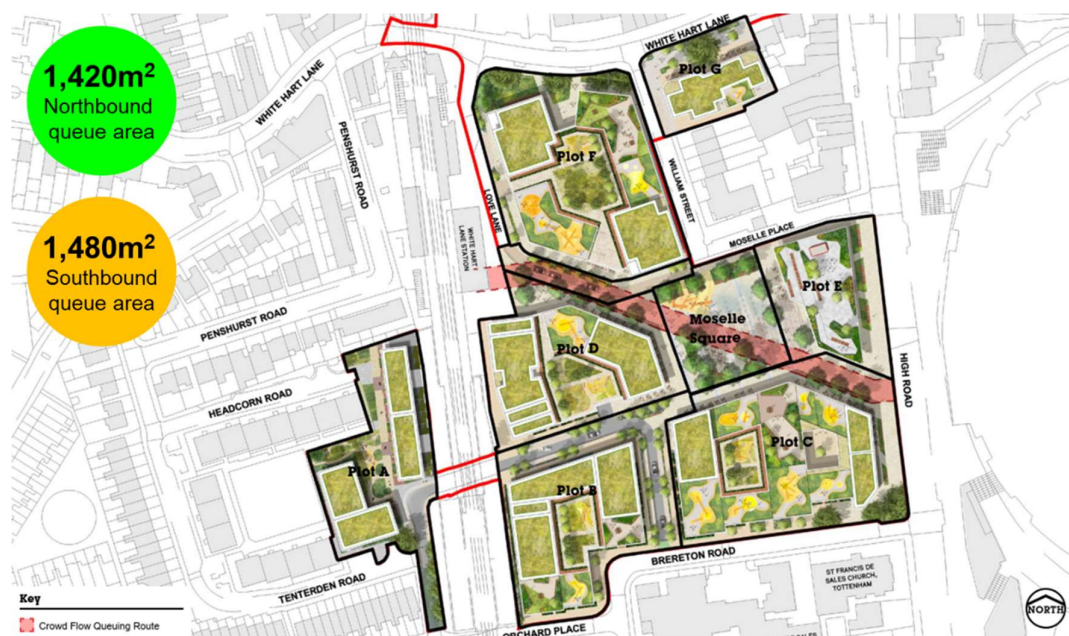 1,420m²
Northbound
queue area
1,480m²
Southbound
queue area
WHITE HART LANE
WHITE HART LANE
PENSHURST ROAD
PENSHURST ROAD
HEADCORN ROAD
TENTERDEN ROAD
LOVE LANE
WHITE HART
LANE STATION
WILLIAM STREET
MOSELLE PLACE
HIGH ROAD
BRERETON ROAD
ORCHARD PLACE
ST FRANCIS DE
SALES CHURCH,
TOTTENHAM
Plot G
Plot F
Plot E
Moselle
Square
Plot D
Plot C
Plot A
Plot B
Key
Crowd Flow Queuing Route
NORTH